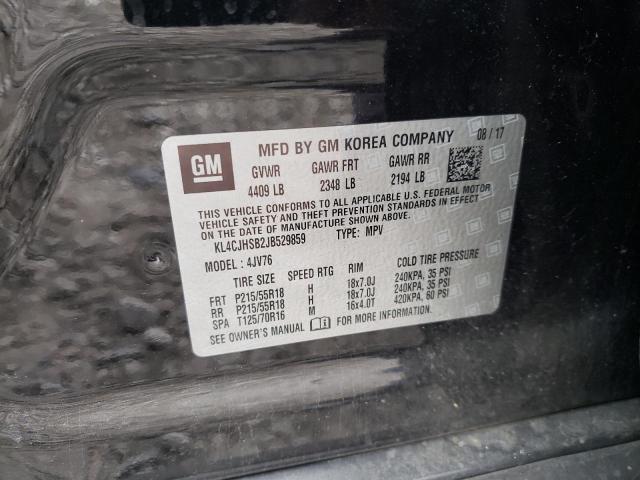 GM
MFD BY GM KOREA COMPANY 08 / 17
GVWR GAWR FRT GAWR RR
4409 LB 2348 LB 2194 LB
THIS VEHICLE CONFORMS TO ALL APPLICABLE U.S. FEDERAL MOTOR
VEHICLE SAFETY AND THEFT PREVENTION STANDARDS IN EFFECT
ON THE DATE OF MANUFACTURE SHOWN ABOVE.
KL4CJHSB2JB529859 TYPE: MPV
MODEL : 4JV76
TIRE SIZE SPEED RTG RIM COLD TIRE PRESSURE
FRT P215/55R18 H 18x7.0J 240KPA, 35 PSI
RR P215/55R18 H 18x7.0J 240KPA, 35 PSI
SPA T125/70R16 M 16x4.0T 420KPA, 60 PSI
SEE OWNER'S MANUAL FOR MORE INFORMATION.